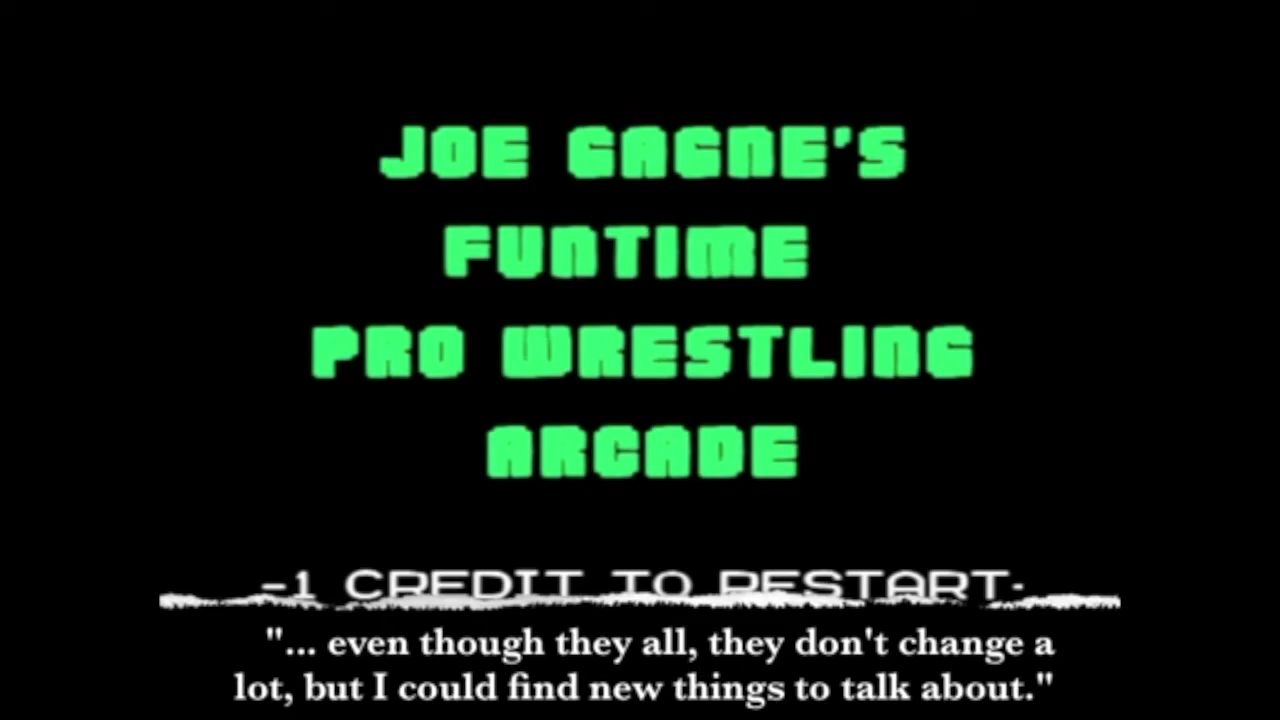 JOE GAGNE'S
FUNTIME
PRO WRESTLING
ARCADE
-1 CREDIT TO RESTART-
"... even though they all, they don't change a
lot, but I could find new things to talk about."